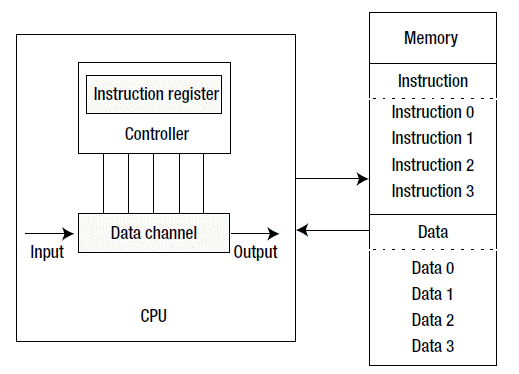 Instruction register
Controller
Data channel
Input
Output
CPU
Memory
Instruction
Instruction 0
Instruction 1
Instruction 2
Instruction 3
Data
Data 0
Data 1
Data 2
Data 3